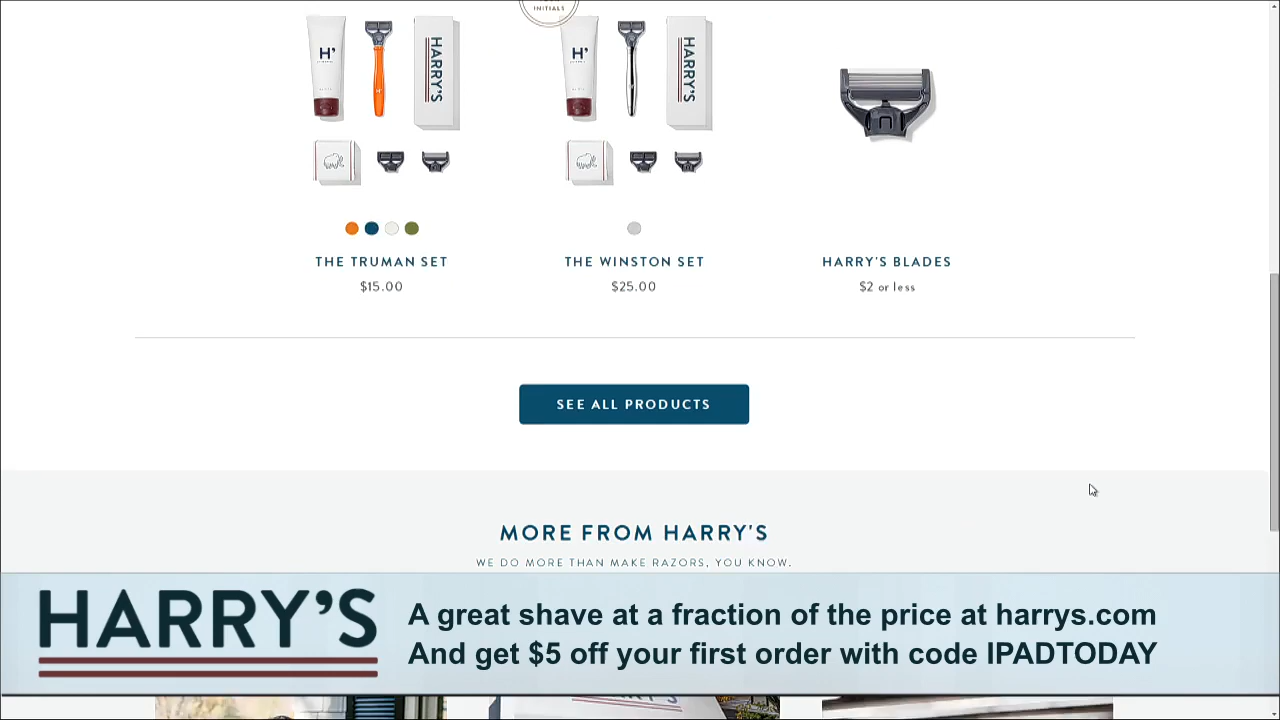 INITIALS
H'
HARRY'S
H'
HARRY'S
THE TRUMAN SET
THE WINSTON SET
HARRY'S BLADES
$15.00
$25.00
$2 or less
SEE ALL PRODUCTS
MORE FROM HARRY'S
WE DO MORE THAN MAKE RAZORS, YOU KNOW.
HARRY'S
A great shave at a fraction of the price at harrys.com
And get $5 off your first order with code IPADTODAY